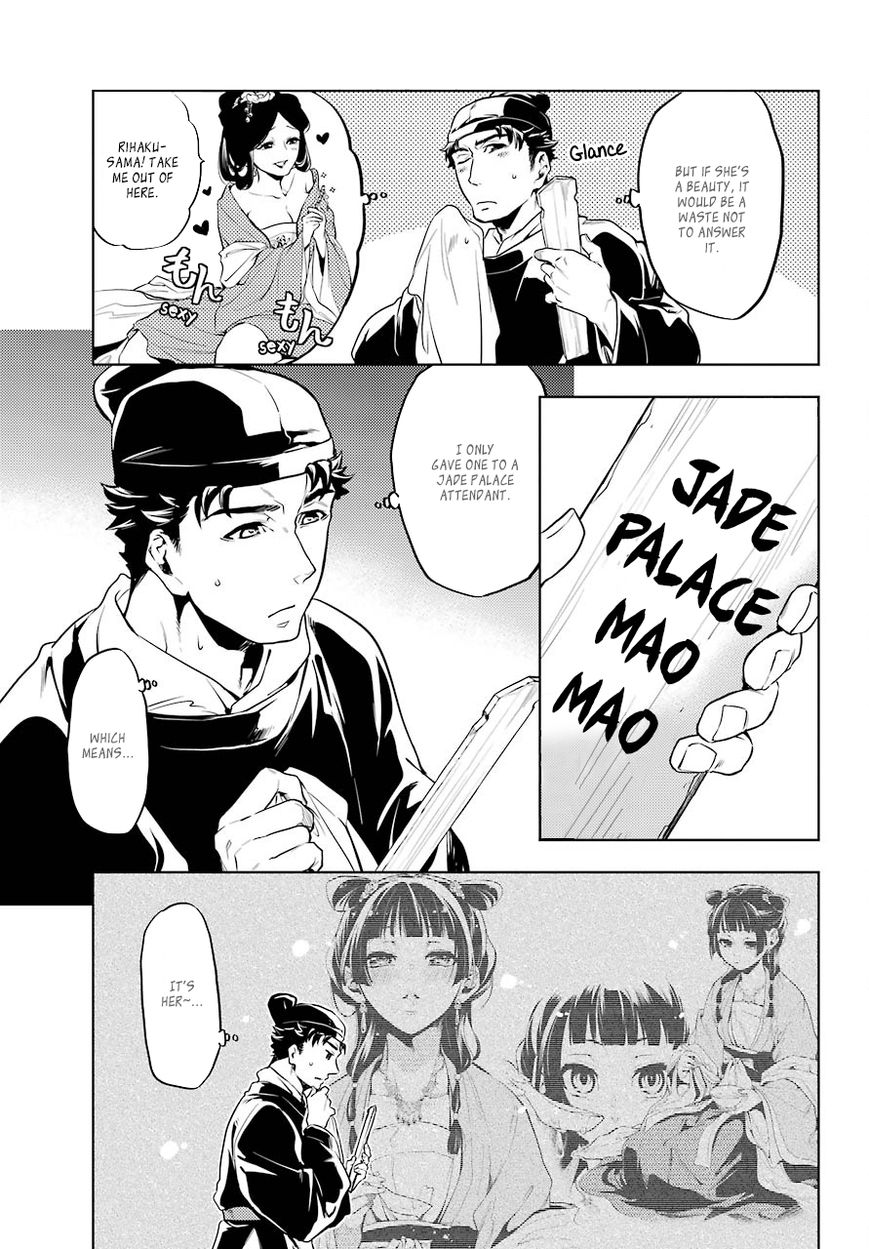 BUT IF SHE'S
A BEAUTY, IT
WOULD BE A
WASTE NOT
TO ANSWER
IT.
Glance
RIHAKU-
SAMA! TAKE
ME OUT OF
HERE.
もん
sexy
もん
sexy
JADE
PALACE
MAO
MAO
I ONLY
GAVE ONE TO A
JADE PALACE
ATTENDANT.
WHICH
MEANS...
IT'S
HER~...